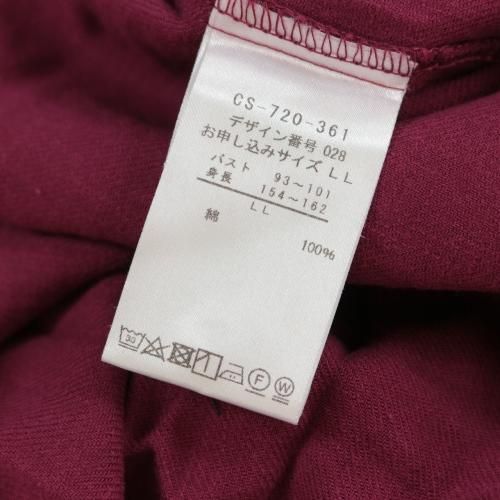 CS-720-361
デザイン番号 028
お申し込みサイズ LL
バスト 93~101
身長 154~162
LL
綿 100%
30
F
W